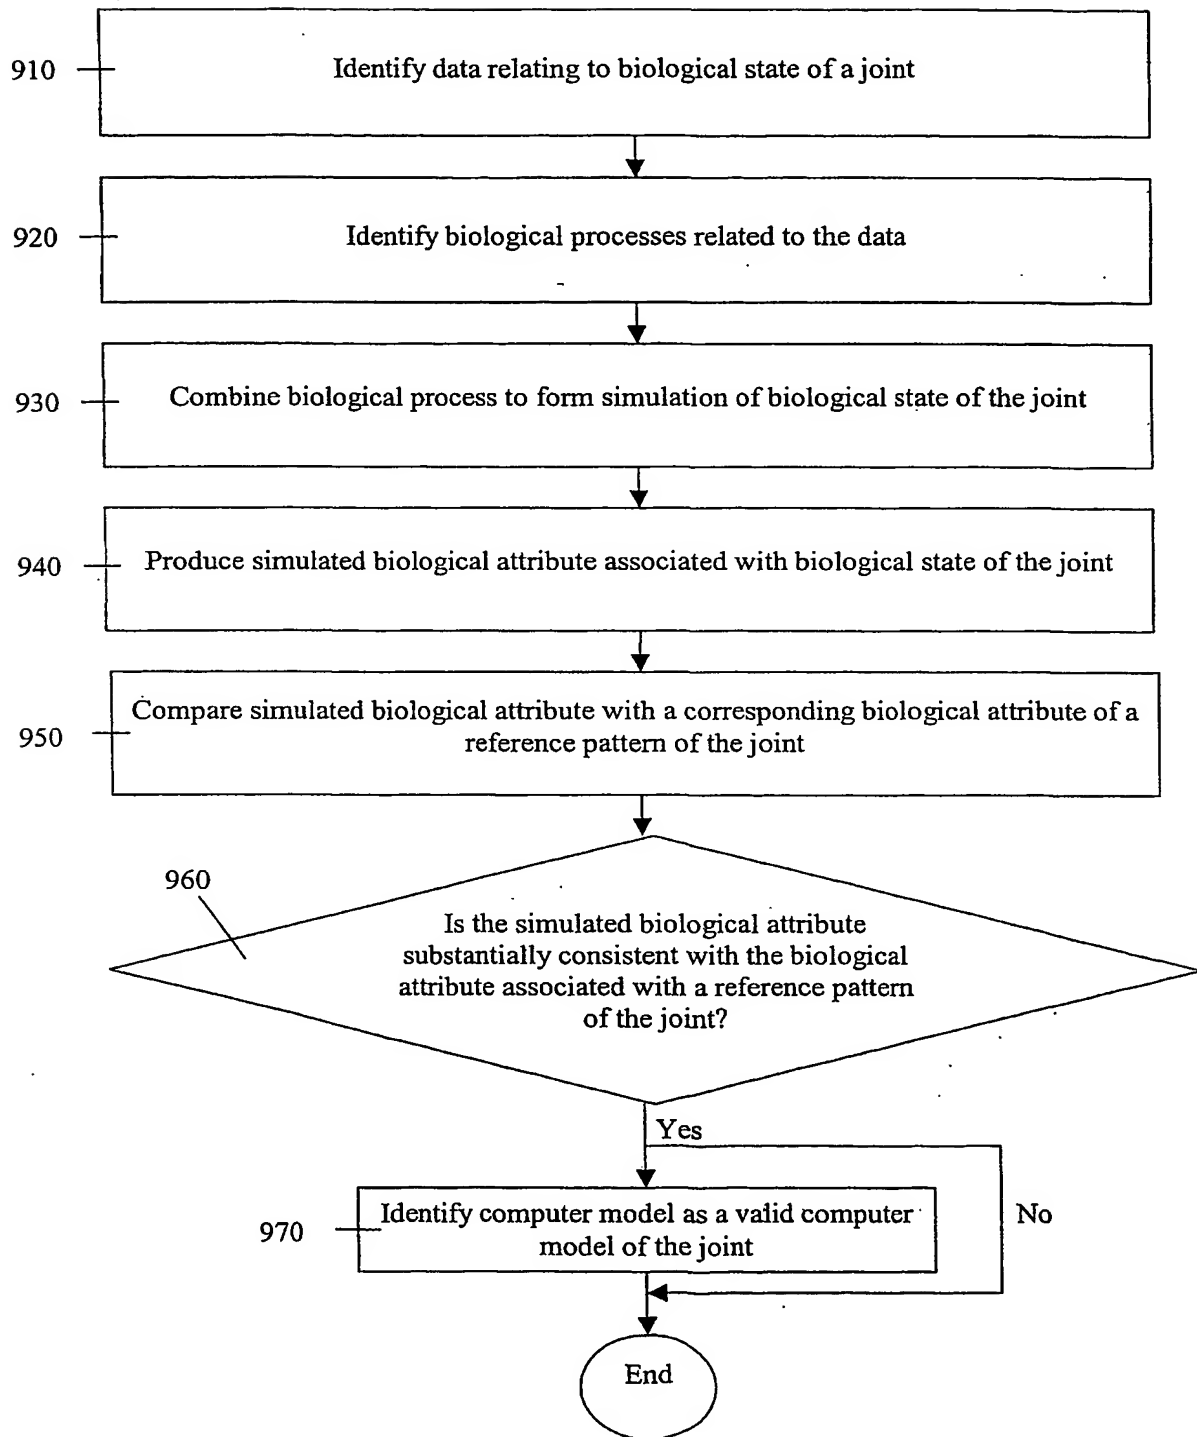 910
Identify data relating to biological state of a joint
920
Identify biological processes related to the data
930
Combine biological process to form simulation of biological state of the joint
940
Produce simulated biological attribute associated with biological state of the joint
950
Compare simulated biological attribute with a corresponding biological attribute of a
reference pattern of the joint
960
Is the simulated biological attribute
substantially consistent with the biological
attribute associated with a reference pattern
of the joint?
Yes
No
970
Identify computer model as a valid computer
model of the joint
End